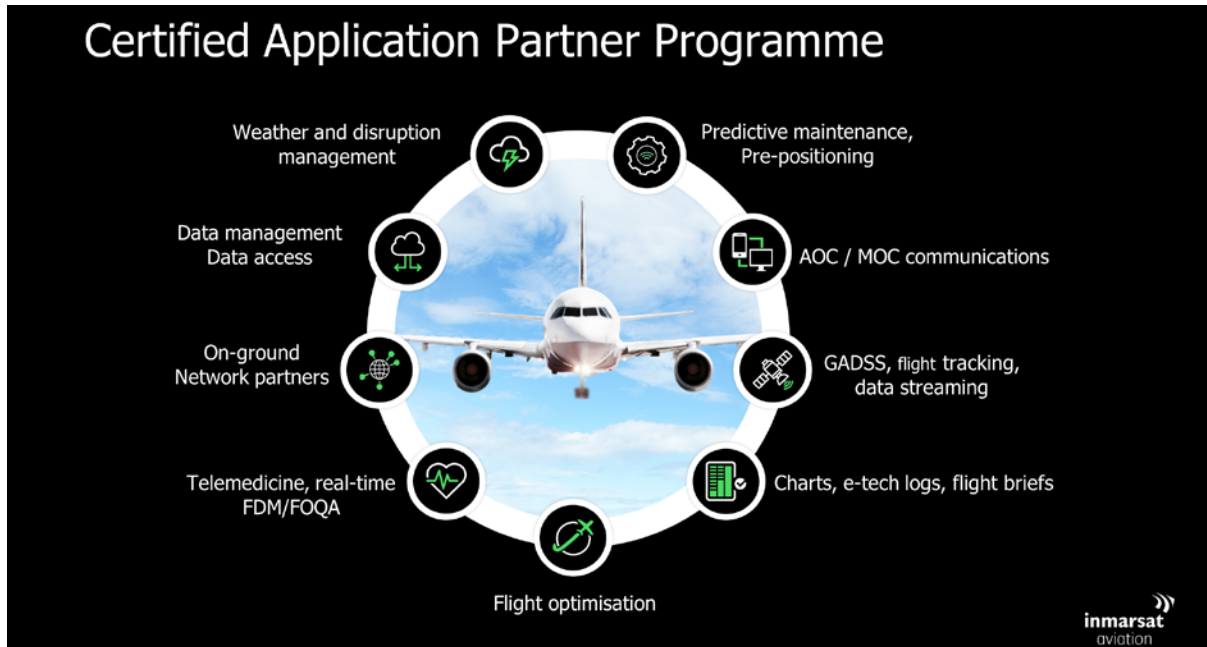 Certified Application Partner Programme
Weather and disruption
management
Predictive maintenance,
Pre-positioning
Data management
Data access
AOC / MOC communications
On-ground
Network partners
GADSS, flight tracking,
data streaming
Telemedicine, real-time
FDM/FOQA
Charts, e-tech logs, flight briefs
Flight optimisation
inmarsat
aviation